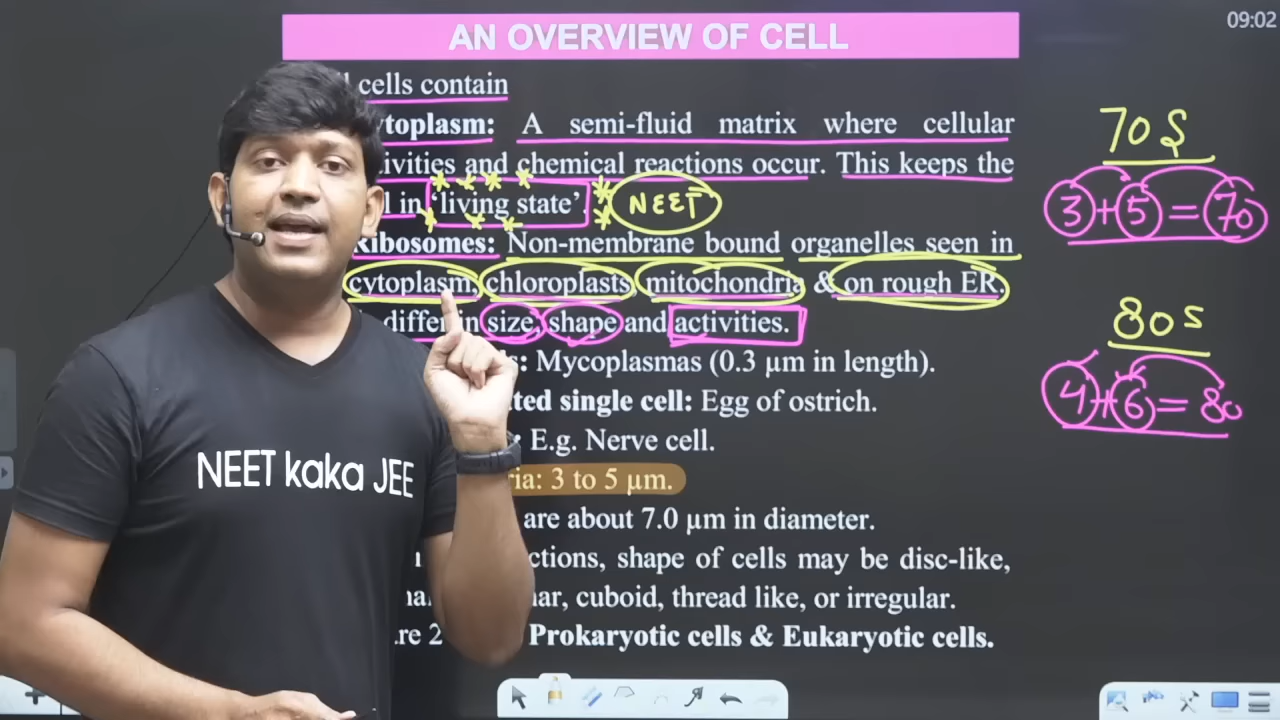 09:02
AN OVERVIEW OF CELL
cells contain
toplasm: A semi-fluid matrix where cellular
ivities and chemical reactions occur. This keeps the
in 'living state'. NEET
Ribosomes: Non-membrane bound organelles seen in
cytoplasm, chloroplasts, mitochondria & on rough ER.
differ in size, shape and activities.
s: Mycoplasmas (0.3 µm in length).
ted single cell: Egg of ostrich.
: E.g. Nerve cell.
ria: 3 to 5 µm.
are about 7.0 µm in diameter.
ctions, shape of cells may be disc-like,
nar, cuboid, thread like, or irregular.
re 2
Prokaryotic cells & Eukaryotic cells.
70S
3+5=70
80s
4+6=80
NEET kaka JEE